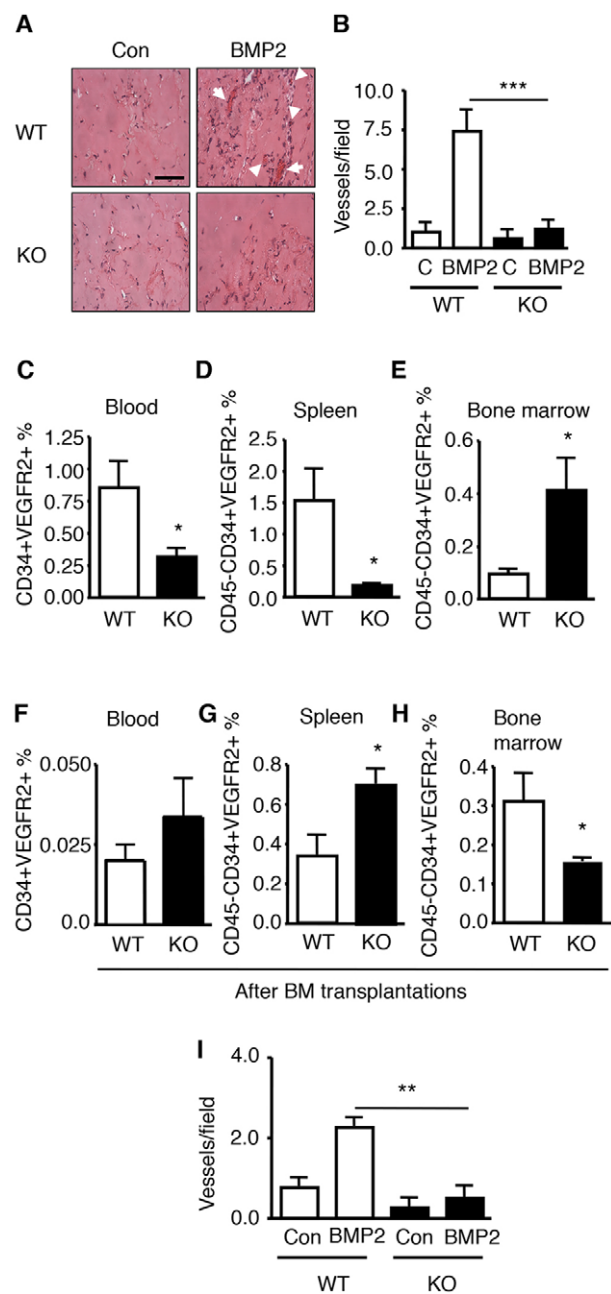 A
Con
BMP2
WT
KO
B
Vessels/field
10.0
7.5
5.0
2.5
0.0
***
C BMP2 C BMP2
WT KO
C
Blood
CD34+VEGFR2+ %
1.25
1.00
0.75
0.50
0.25
0.00
*
WT KO
D
Spleen
CD45-CD34+VEGFR2+ %
2.5
2.0
1.5
1.0
0.5
0.0
*
WT KO
E
Bone marrow
CD45-CD34+VEGFR2+ %
0.6
0.4
0.2
0.0
*
WT KO
F
Blood
CD34+VEGFR2+ %
0.050
0.025
0.0
WT KO
G
Spleen
CD45-CD34+VEGFR2+ %
0.8
0.6
0.4
0.2
0.0
*
WT KO
H
Bone
marrow
CD45-CD34+VEGFR2+ %
0.4
0.3
0.2
0.1
0.0
*
WT KO
After BM transplantations
I
Vessels/field
4.0
2.0
0.0
**
Con BMP2 Con BMP2
WT KO